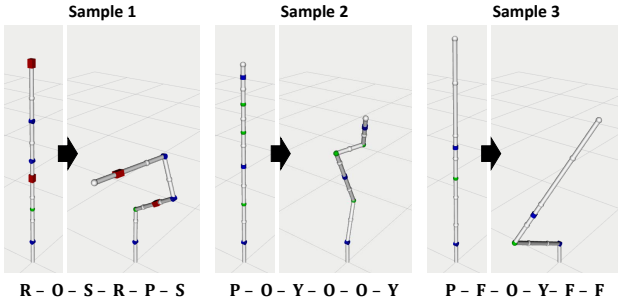 Sample 1
Sample 2
Sample 3
R – O – S – R – P – S
P – O – Y – O – O – Y
P – F – O – Y – F – F